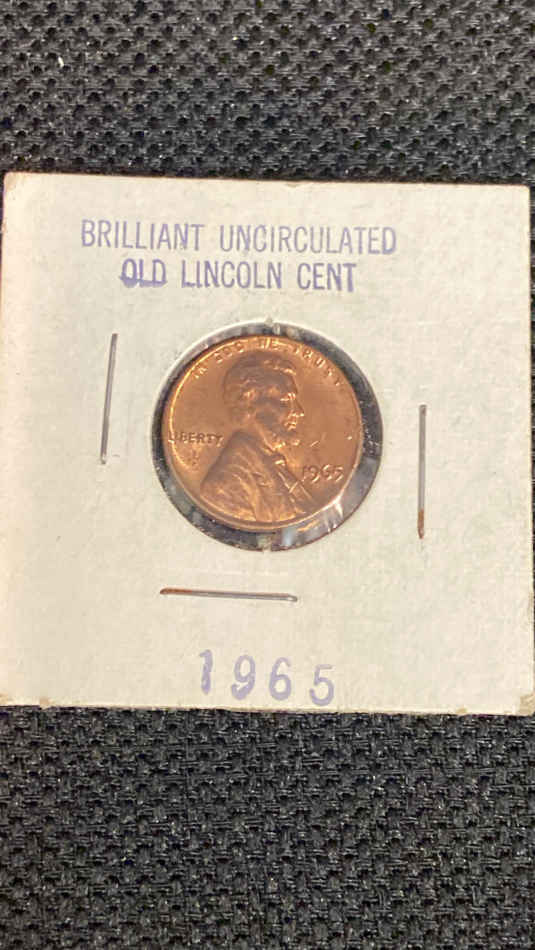 BRILLIANT UNCIRCULATED
OLD LINCOLN CENT
IN GOD WE TRUST
LIBERTY
1965
1965